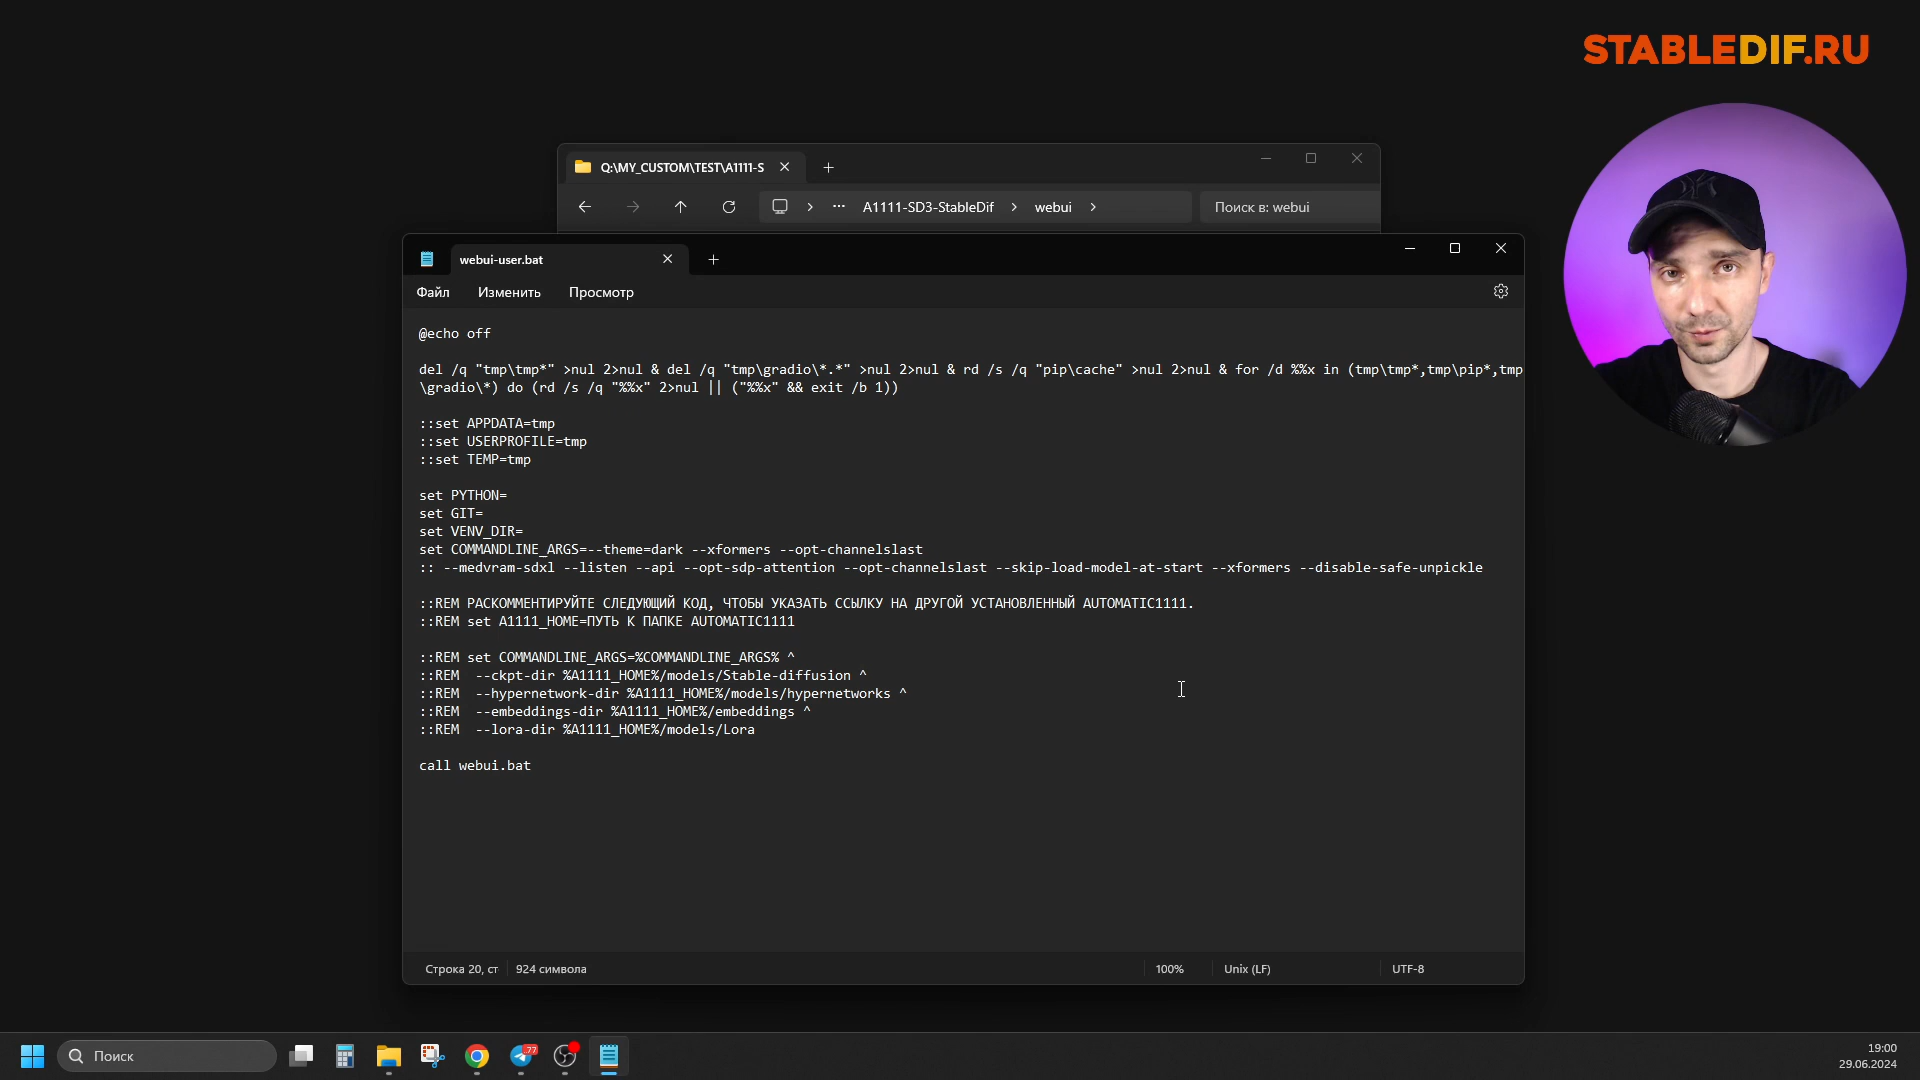 STABLEDIF.RU
Q:\MY_CUSTOM\TEST\A1111-S
A1111-SD3-StableDif
webui
Поиск в: webui
webui-user.bat
Файл
Изменить
Просмотр
@echo off
del /q "tmp\tmp*" >nul 2>nul & del /q "tmp\gradio\*.*" >nul 2>nul & rd /s /q "pip\cache" >nul 2>nul & for /d %%x in (tmp\tmp*,tmp\pip*,tmp
\gradio\*) do (rd /s /q "%%x" 2>nul || ("%%x" && exit /b 1))
::set APPDATA=tmp
::set USERPROFILE=tmp
::set TEMP=tmp
set PYTHON=
set GIT=
set VENV_DIR=
set COMMANDLINE_ARGS=--theme=dark --xformers --opt-channelslast
:: --medvram-sdxl --listen --api --opt-sdp-attention --opt-channelslast --skip-load-model-at-start --xformers --disable-safe-unpickle
::REM РАСКОММЕНТИРУЙТЕ СЛЕДУЮЩИЙ КОД, ЧТОБЫ УКАЗАТЬ ССЫЛКУ НА ДРУГОЙ УСТАНОВЛЕННЫЙ AUTOMATIC1111.
::REM set A1111_HOME=ПУТЬ К ПАПКЕ AUTOMATIC1111
::REM set COMMANDLINE_ARGS=%COMMANDLINE_ARGS% ^
::REM  --ckpt-dir %A1111_HOME%/models/Stable-diffusion ^
::REM  --hypernetwork-dir %A1111_HOME%/models/hypernetworks ^
::REM  --embeddings-dir %A1111_HOME%/embeddings ^
::REM  --lora-dir %A1111_HOME%/models/Lora
call webui.bat
Строка 20, ст
924 символа
100%
Unix (LF)
UTF-8
Поиск
77
19:00
29.06.2024